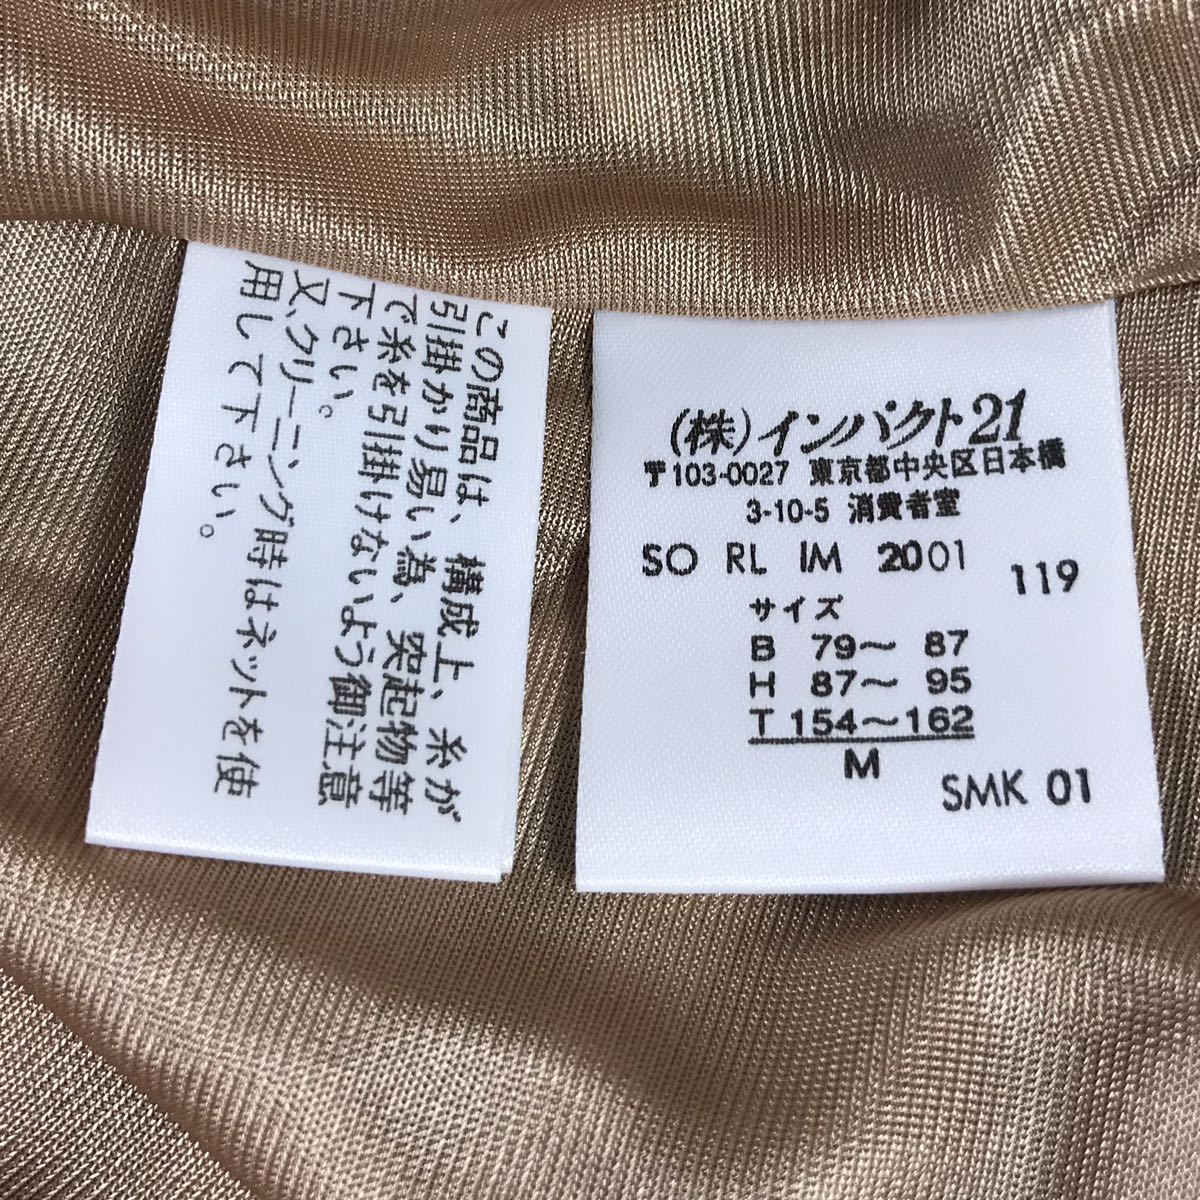 この商品は、構成上、糸が
引掛かり易い為、突起物等
で糸を引掛けないよう御注意
下さい。
又、クリーニング時はネットを使
用して下さい。
(株)インパクト21
〒103-0027 東京都中央区日本橋
3-10-5 消費者室
SO RL IM 2001
119
サイズ
B 79〜 87
H 87〜 95
T 154〜162
M
SMK 01